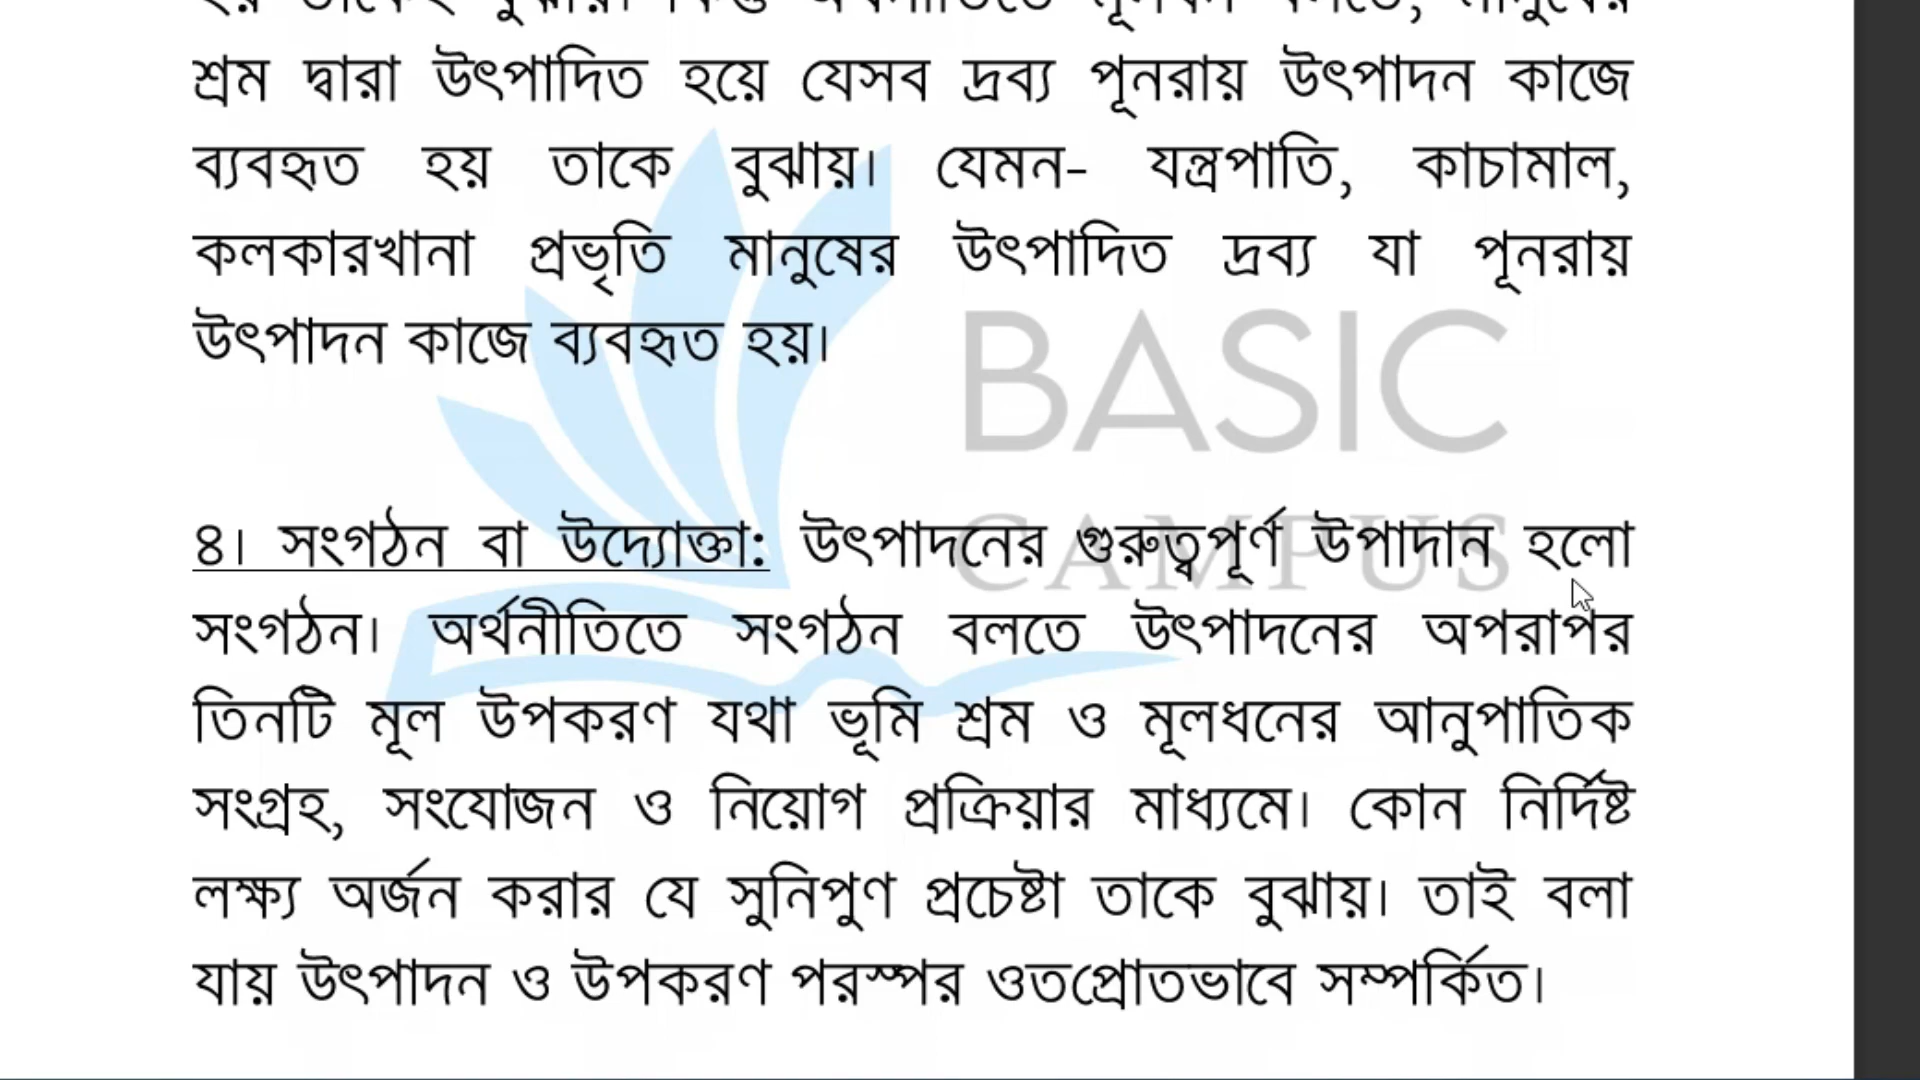 শ্রম দ্বারা উৎপাদিত হয়ে যেসব দ্রব্য পূনরায় উৎপাদন কাজে
ব্যবহৃত হয় তাকে বুঝায়। যেমন- যন্ত্রপাতি, কাচামাল,
কলকারখানা প্রভৃতি মানুষের উৎপাদিত দ্রব্য যা পূনরায়
উৎপাদন কাজে ব্যবহৃত হয়।
BASIC
CAMPUS
৪। সংগঠন বা উদ্যোক্তা: উৎপাদনের গুরুত্বপূর্ণ উপাদান হলো
সংগঠন। অর্থনীতিতে সংগঠন বলতে উৎপাদনের অপরাপর
তিনটি মূল উপকরণ যথা ভূমি শ্রম ও মূলধনের আনুপাতিক
সংগ্রহ, সংযোজন ও নিয়োগ প্রক্রিয়ার মাধ্যমে। কোন নির্দিষ্ট
লক্ষ্য অর্জন করার যে সুনিপুণ প্রচেষ্টা তাকে বুঝায়। তাই বলা
যায় উৎপাদন ও উপকরণ পরস্পর ওতপ্রোতভাবে সম্পর্কিত।